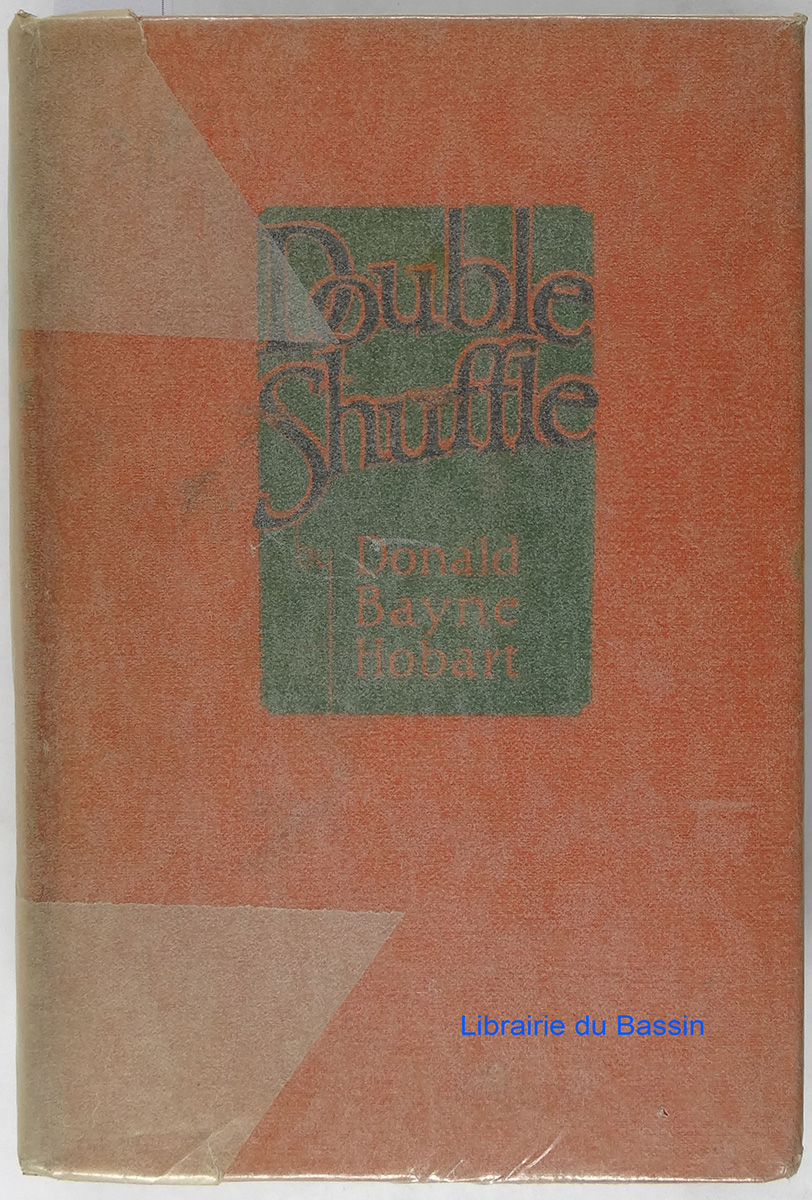 Double
Shuffle
by Donald
Bayne
Hobart
Librairie du Bassin